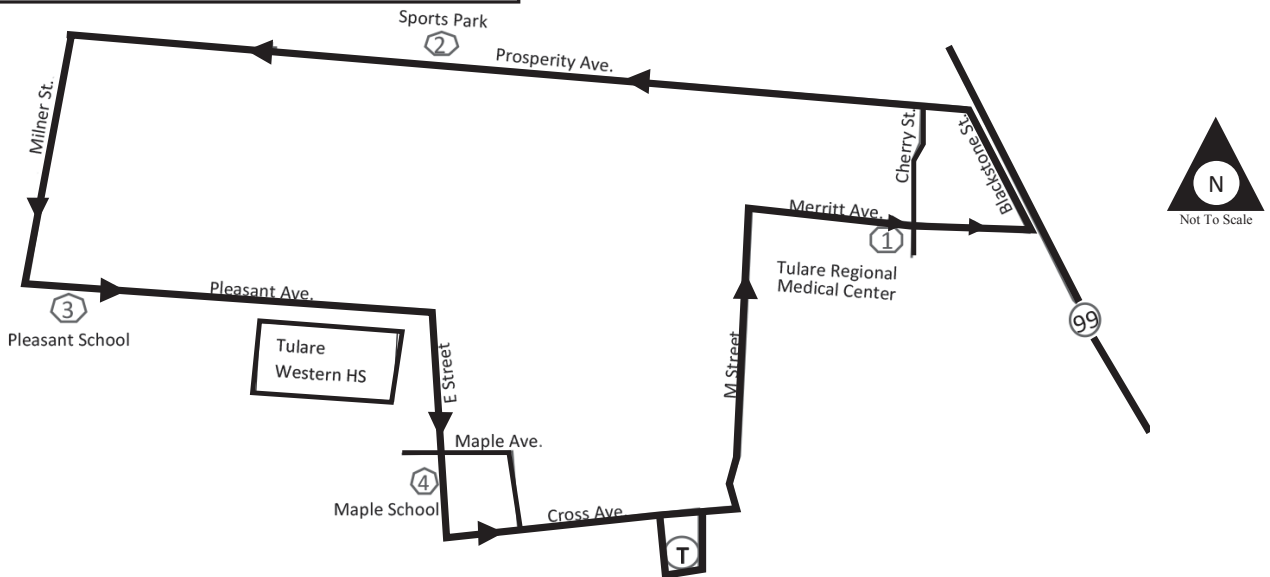 Sports Park
2
Prosperity Ave.
Milner St.
Cherry St.
Blackstone St.
N
Not To Scale
Merritt Ave.
1
Tulare Regional
Medical Center
Pleasant Ave.
3
Pleasant School
99
Tulare
Western HS
E Street
M Street
Maple Ave.
4
Maple School
Cross Ave.
T